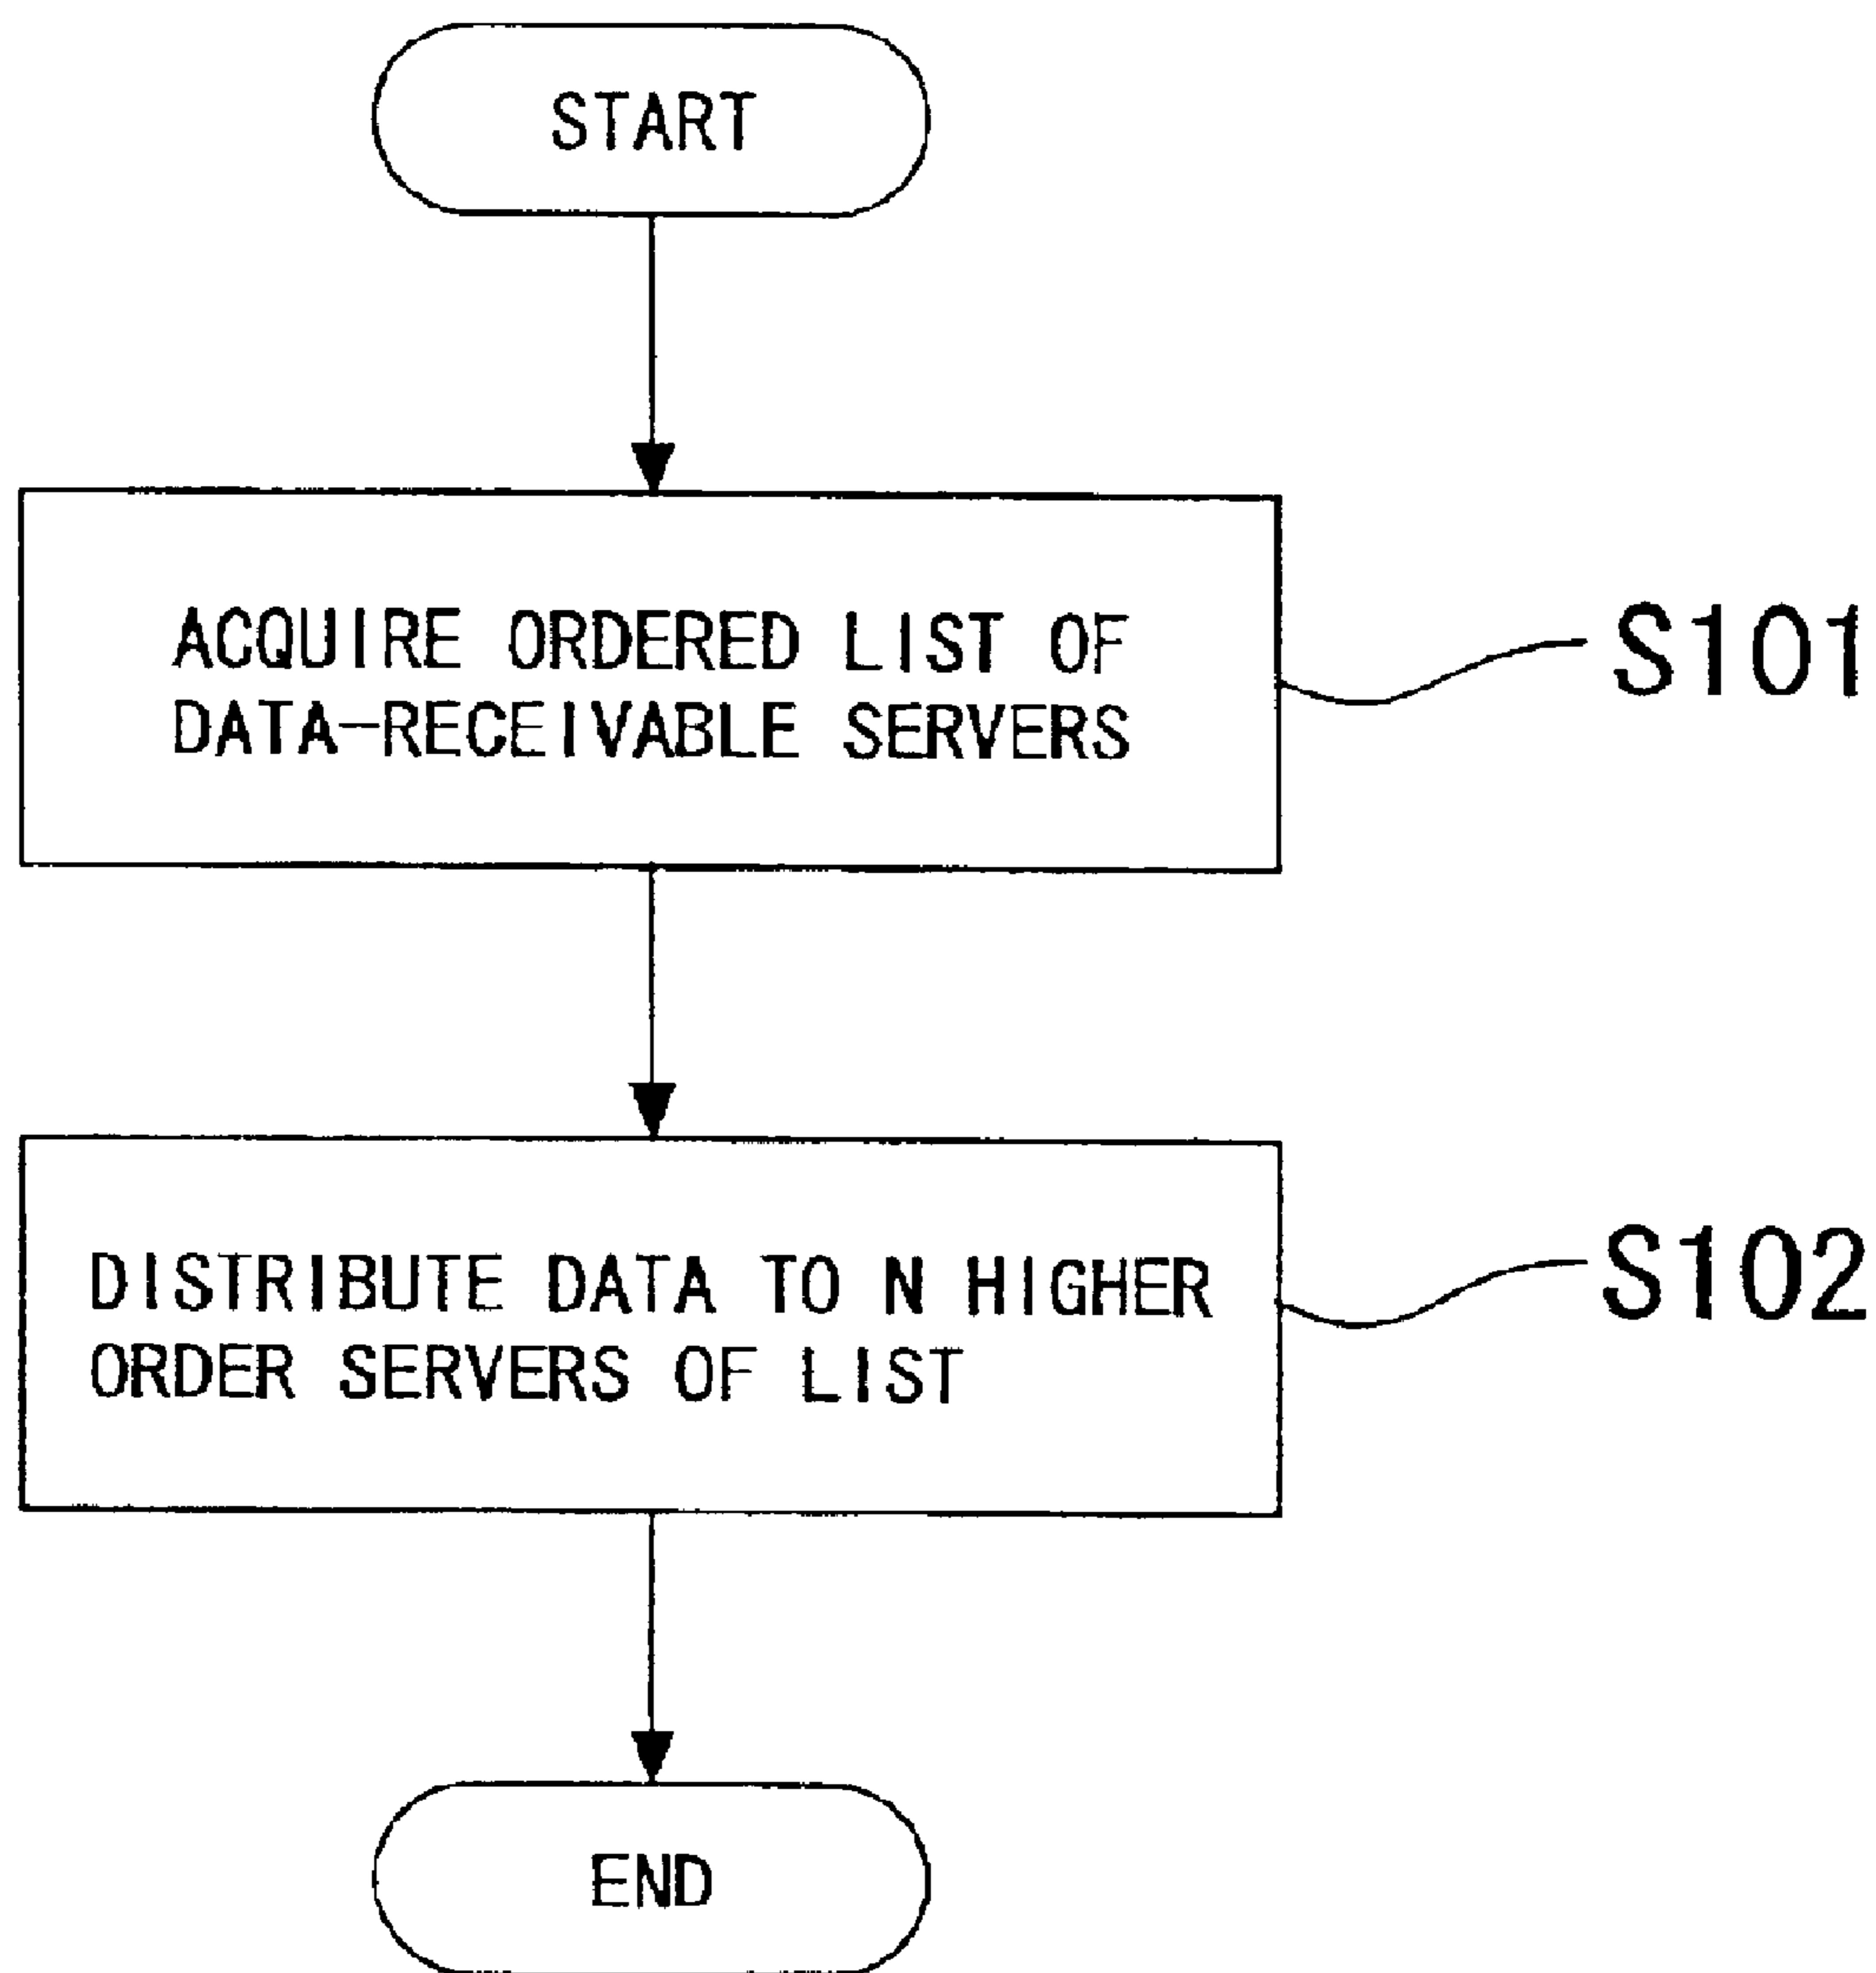 START
ACQUIRE ORDERED LIST OF
DATA-RECEIVABLE SERVERS
S101
DISTRIBUTE DATA TO N HIGHER
ORDER SERVERS OF LIST
S102
END